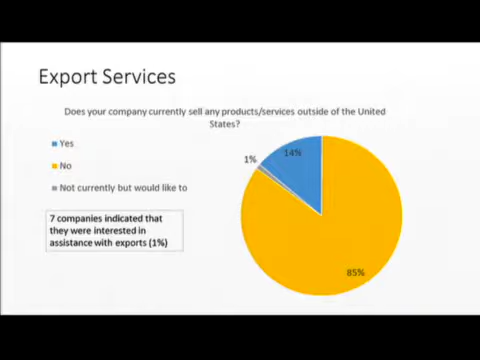 Export Services
Does your company currently sell any products/services outside of the United
States?
Yes
No
Not currently but would like to
7 companies indicated that
they were interested in
assistance with exports (1%)
14%
1%
85%